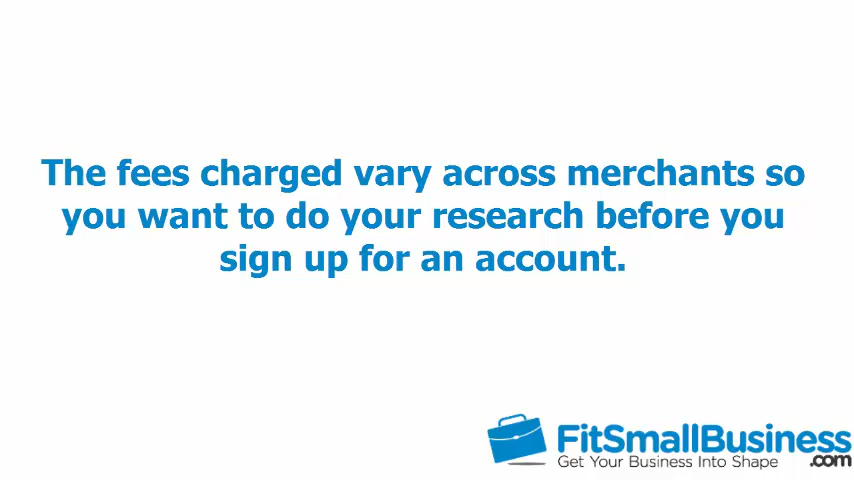 The fees charged vary across merchants so
you want to do your research before you
sign up for an account.
FitSmallBusiness
.com
Get Your Business Into Shape